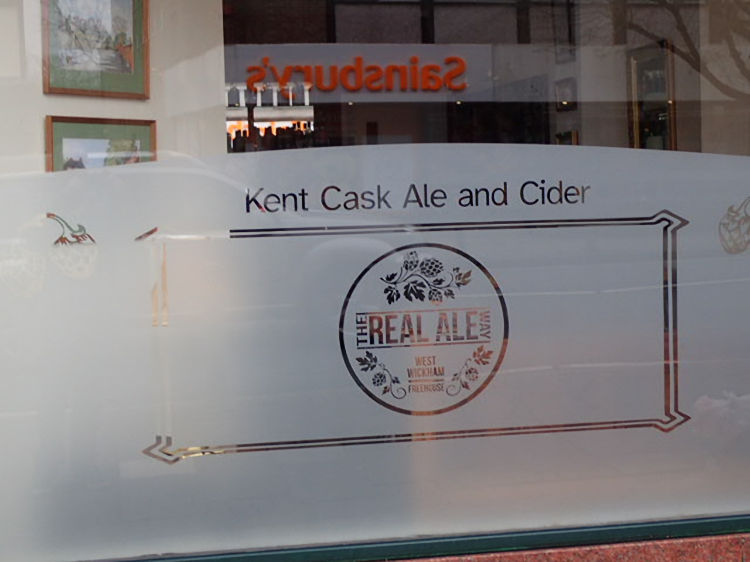 Sainsbury's
Kent Cask Ale and Cider
THE
REAL ALE
WAY
WEST
WICKHAM
FREEHOUSE